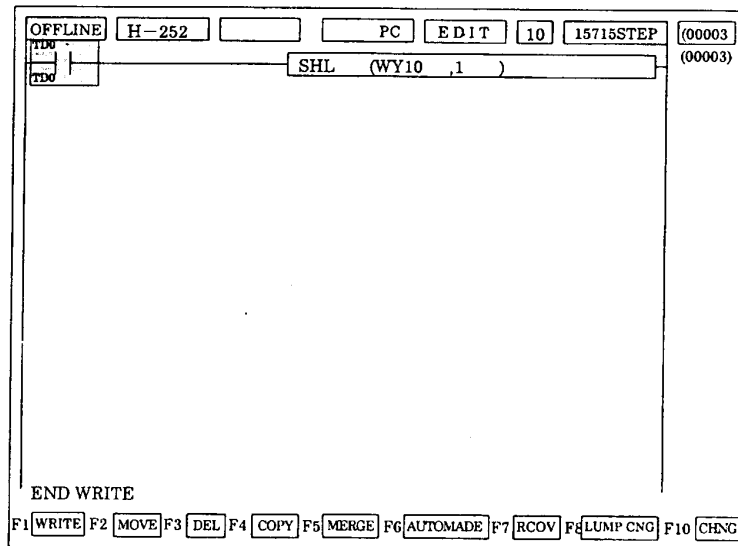 OFFLINE H-252 PC EDIT 10 15715STEP (00003
TD0 (00003)
SHL (WY10 ,1 )
TD0
END WRITE
F1 WRITE F2 MOVE F3 DEL F4 COPY F5 MERGE F6 AUTOMADE F7 RCOV F8 LUMP CNG F10 CHNG